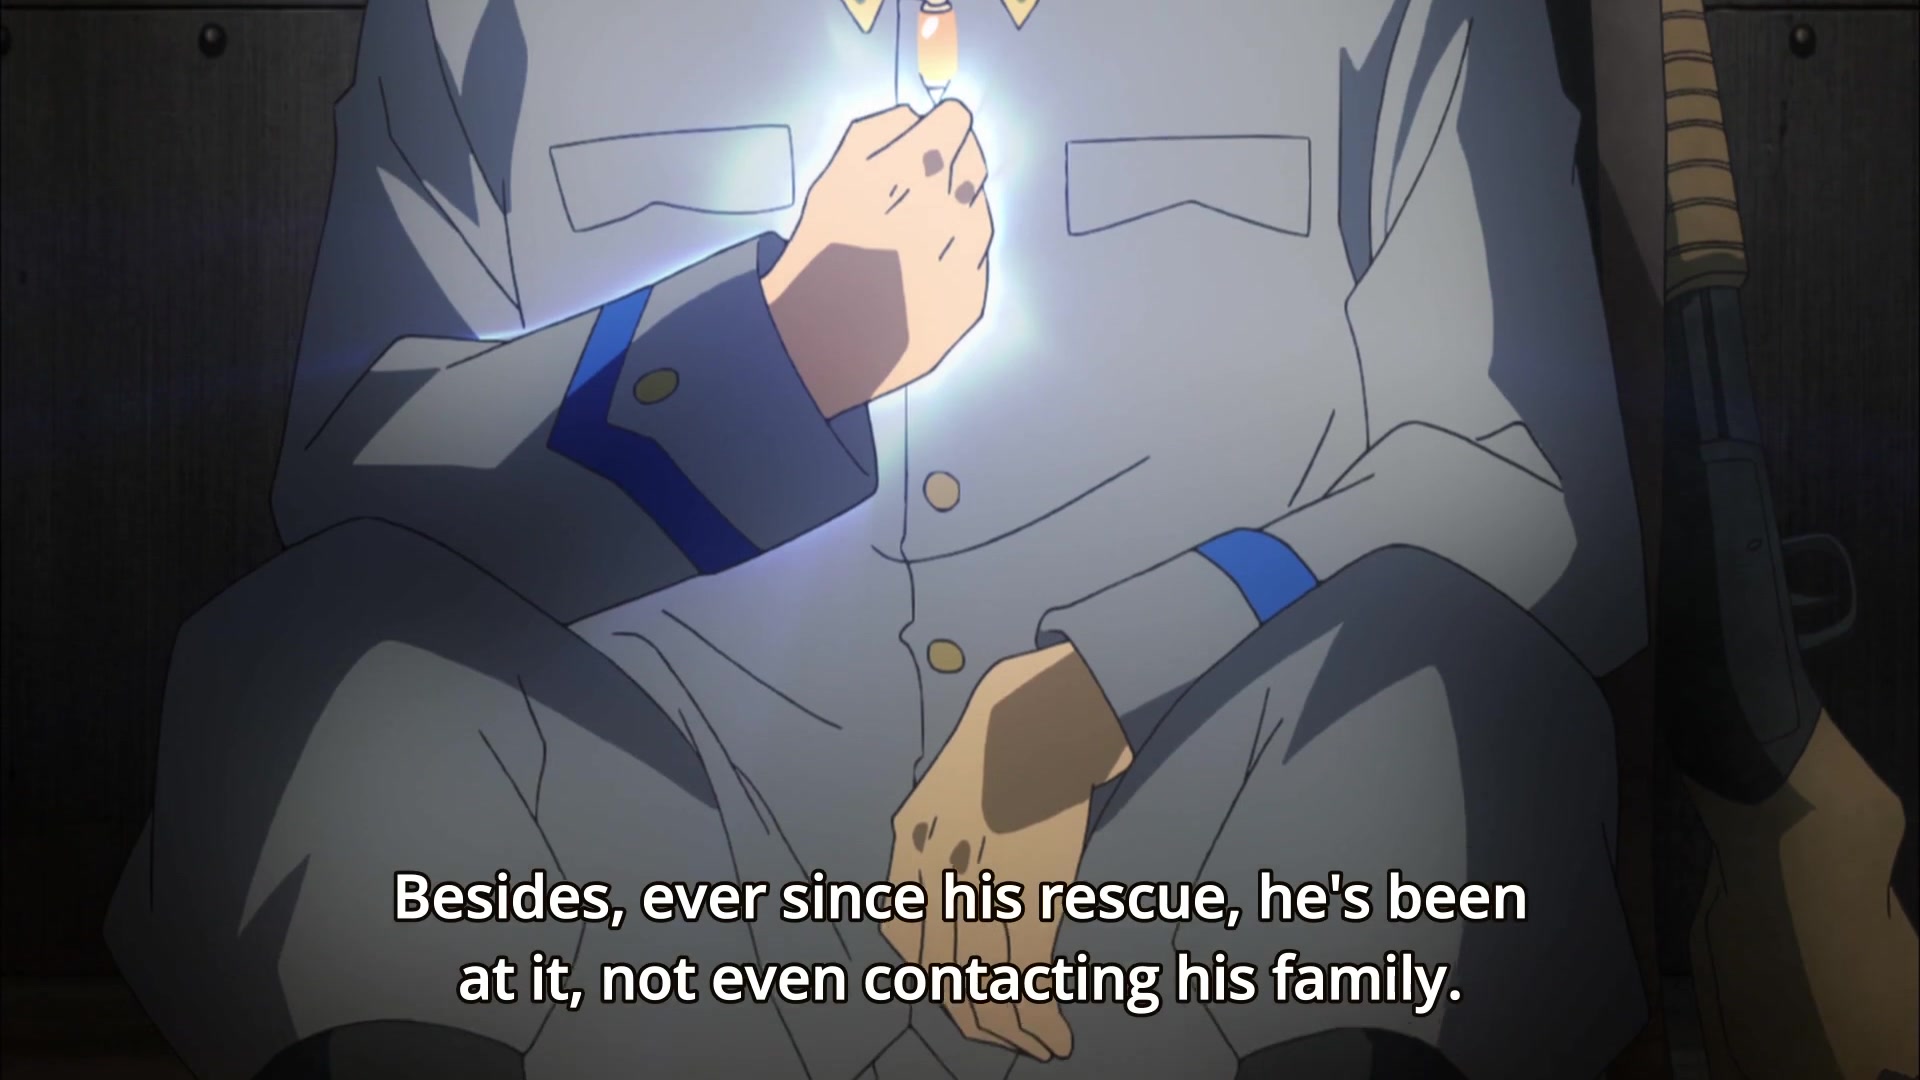 Besides, ever since his rescue, he's been
at it, not even contacting his family.